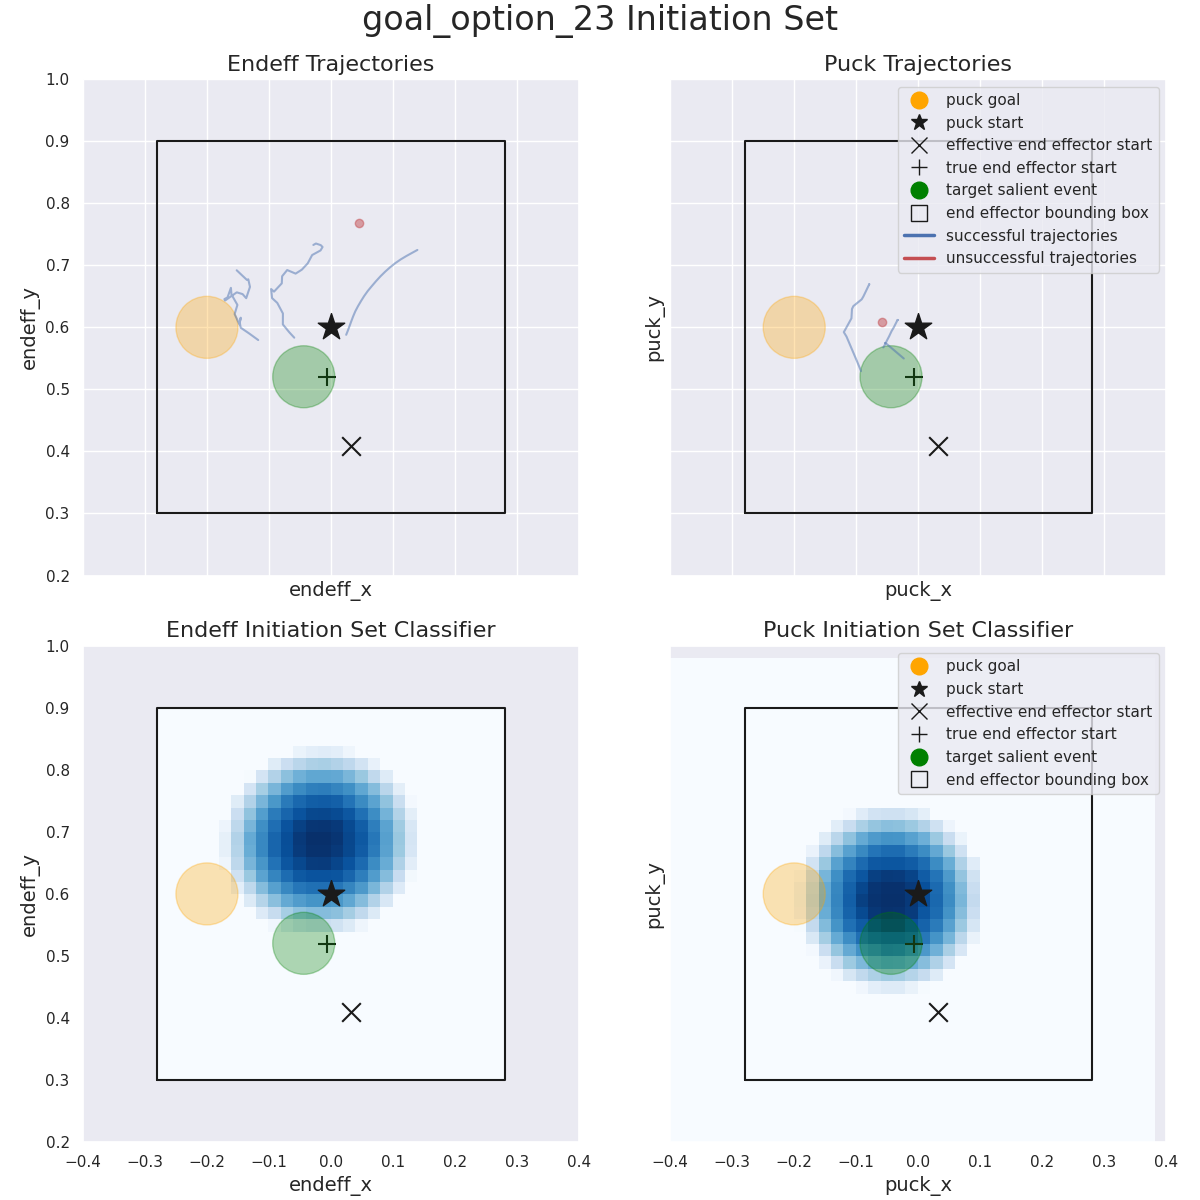 goal_option_23 Initiation Set
Endeff Trajectories
1.0
0.9
0.8
0.7
0.6
0.5
0.4
0.3
0.2
endeff_y
endeff_x
Puck Trajectories
puck goal
puck start
effective end effector start
true end effector start
target salient event
end effector bounding box
successful trajectories
unsuccessful trajectories
puck_y
puck_x
Endeff Initiation Set Classifier
1.0
0.9
0.8
0.7
0.6
0.5
0.4
0.3
0.2
endeff_y
−0.4 −0.3 −0.2 −0.1 0.0 0.1 0.2 0.3 0.4
endeff_x
Puck Initiation Set Classifier
puck goal
puck start
effective end effector start
true end effector start
target salient event
end effector bounding box
puck_y
−0.4 −0.3 −0.2 −0.1 0.0 0.1 0.2 0.3 0.4
puck_x